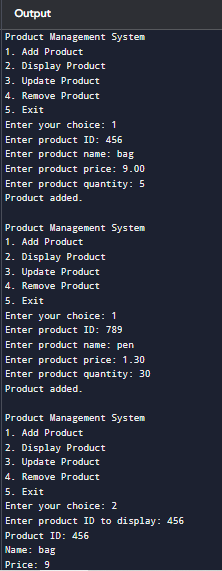 Output
Product Management System
1. Add Product
2. Display Product
3. Update Product
4. Remove Product
5. Exit
Enter your choice: 1
Enter product ID: 456
Enter product name: bag
Enter product price: 9.00
Enter product quantity: 5
Product added.
Product Management System
1. Add Product
2. Display Product
3. Update Product
4. Remove Product
5. Exit
Enter your choice: 1
Enter product ID: 789
Enter product name: pen
Enter product price: 1.30
Enter product quantity: 30
Product added.
Product Management System
1. Add Product
2. Display Product
3. Update Product
4. Remove Product
5. Exit
Enter your choice: 2
Enter product ID to display: 456
Product ID: 456
Name: bag
Price: 9